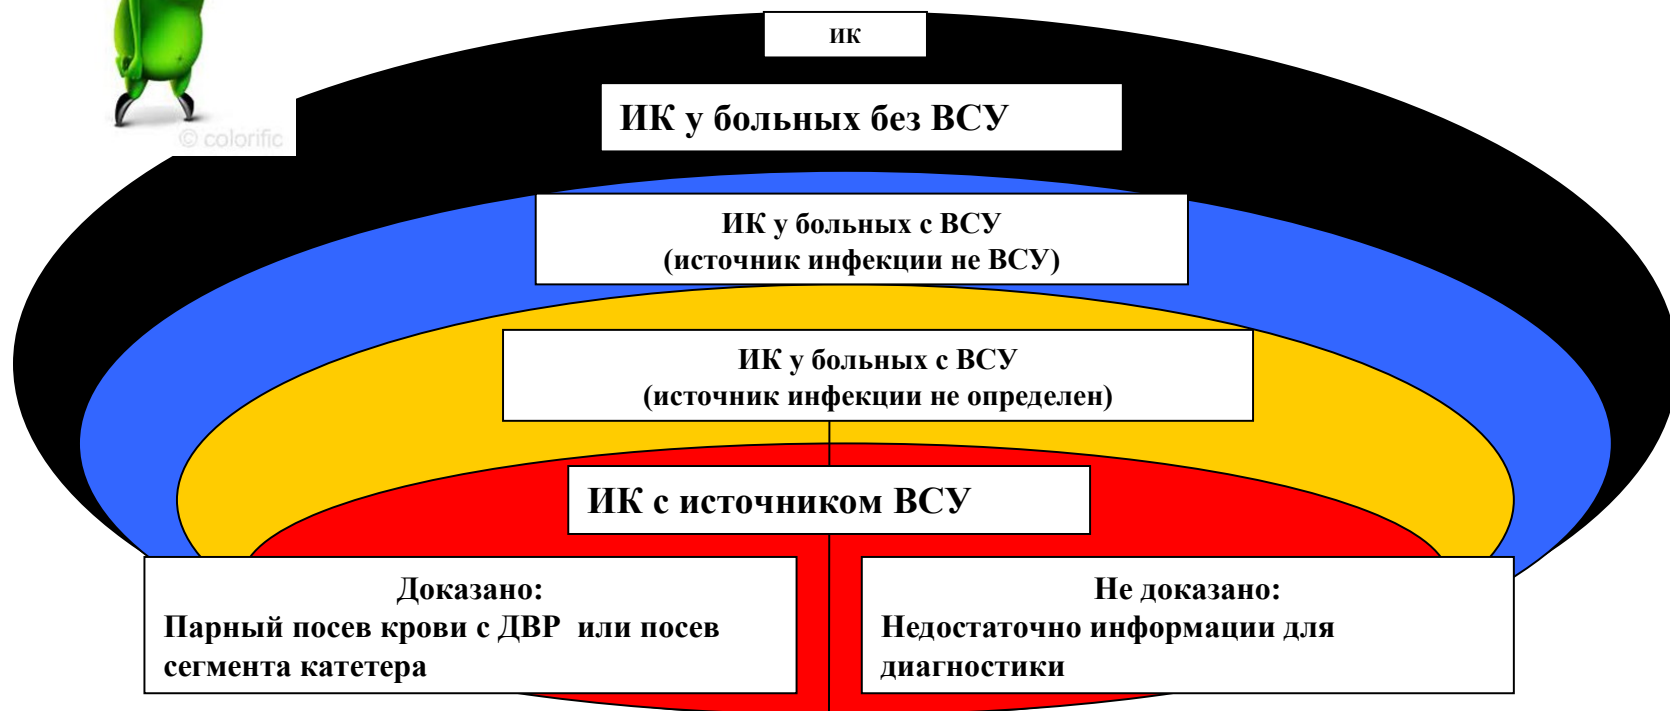 ИК
ИК у больных без ВСУ
© colorific
ИК у больных с ВСУ
(источник инфекции не ВСУ)
ИК у больных с ВСУ
(источник инфекции не определен)
ИК с источником ВСУ
Доказано:
Парный посев крови с ДВР или посев
сегмента катетера
Не доказано:
Недостаточно информации для
диагностики